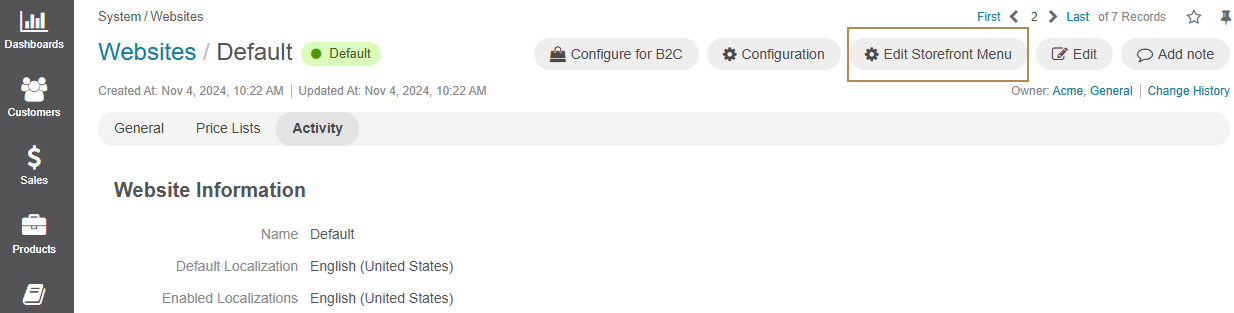 Dashboards
Customers
Sales
Products
System / Websites
First 2 Last of 7 Records
Websites / Default Default
Configure for B2C Configuration Edit Storefront Menu Edit Add note
Created At: Nov 4, 2024, 10:22 AM Updated At: Nov 4, 2024, 10:22 AM
Owner: Acme, General Change History
General Price Lists Activity
Website Information
Name Default
Default Localization English (United States)
Enabled Localizations English (United States)